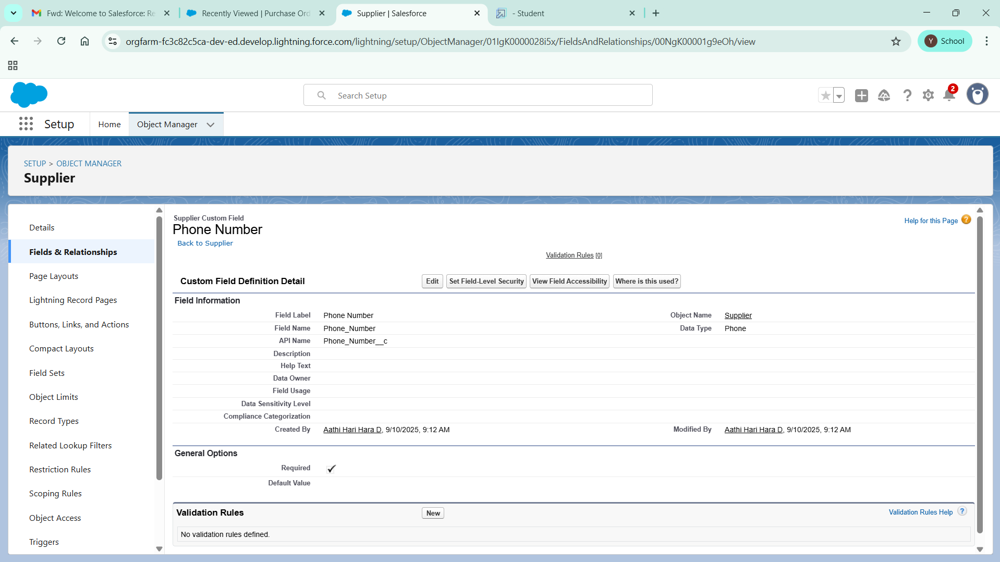 Fwd: Welcome to Salesforce: Re
Recently Viewed | Purchase Ord
Supplier | Salesforce
- Student
orgfarm-fc3c82c5ca-dev-ed.develop.lightning.force.com/lightning/setup/ObjectManager/01IgK0000028i5x/FieldsAndRelationships/00NgK00001g9eOh/view
Y School
Search Setup
2
Setup
Home
Object Manager
SETUP > OBJECT MANAGER
Supplier
Details
Fields & Relationships
Page Layouts
Lightning Record Pages
Buttons, Links, and Actions
Compact Layouts
Field Sets
Object Limits
Record Types
Related Lookup Filters
Restriction Rules
Scoping Rules
Object Access
Triggers
Supplier Custom Field
Phone Number
Back to Supplier
Help for this Page ?
Validation Rules [0]
Custom Field Definition Detail
Edit Set Field-Level Security View Field Accessibility Where is this used?
Field Information
Field Label Phone Number Object Name Supplier
Field Name Phone_Number Data Type Phone
API Name Phone_Number__c
Description
Help Text
Data Owner
Field Usage
Data Sensitivity Level
Compliance Categorization
Created By Aathi Hari Hara D, 9/10/2025, 9:12 AM Modified By Aathi Hari Hara D, 9/10/2025, 9:12 AM
General Options
Required
Default Value
Validation Rules New Validation Rules Help ?
No validation rules defined.